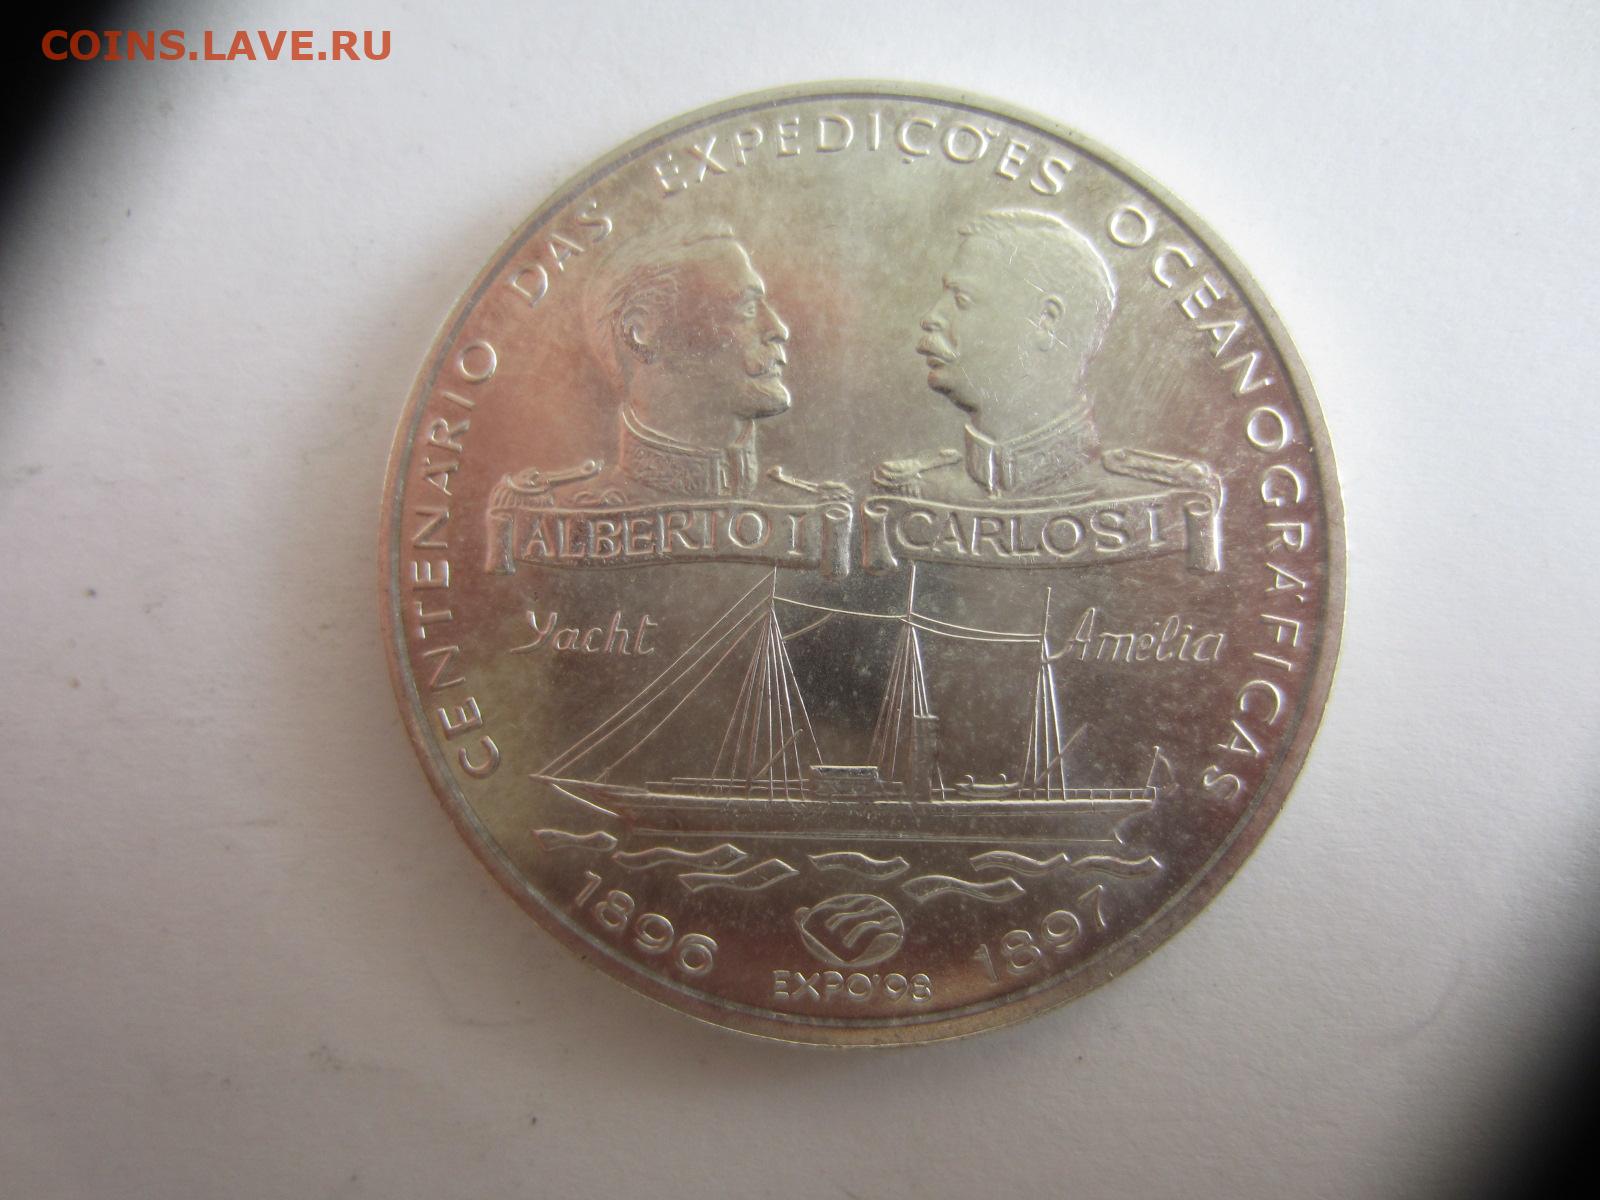 COINS.LAVE.RU
CENTENÁRIO DAS EXPEDIÇÕES OCEANOGRÁFICAS
ALBERTO I
CARLOS I
Yacht Amélia
1896 1897
EXPO'98